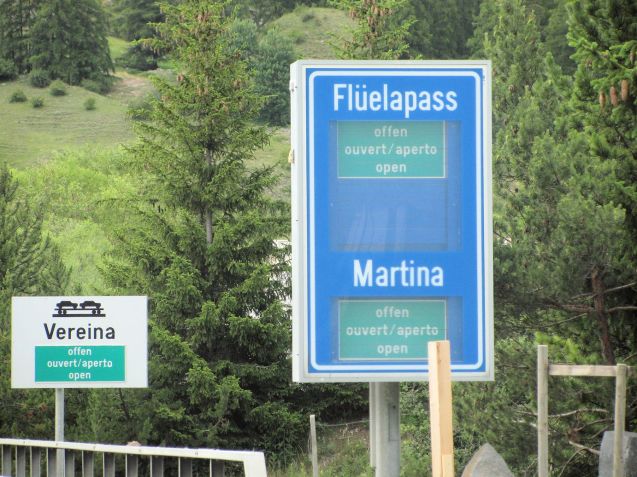 Flüelapass
offen
ouvert/aperto
open
Martina
offen
ouvert/aperto
open
Vereina
offen
ouvert/aperto
open